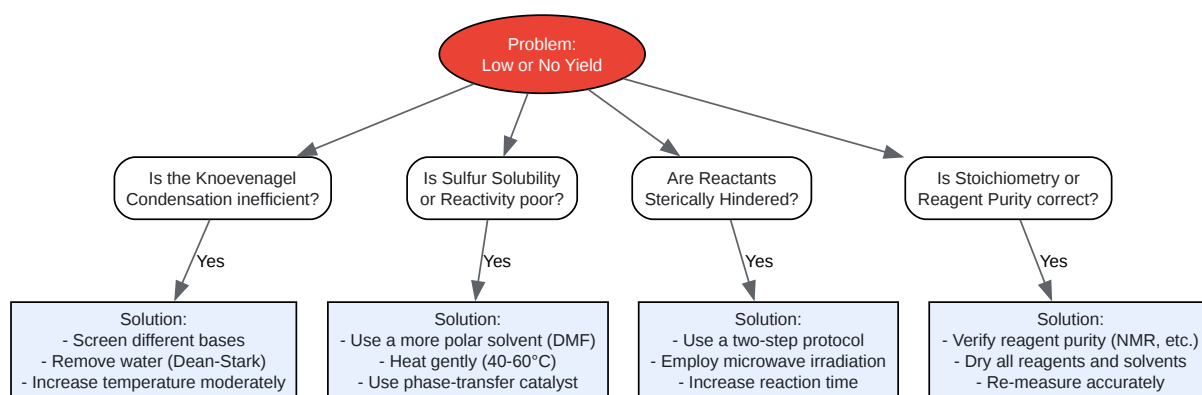 Problem:
Low or No Yield
Is the Knoevenagel
Condensation inefficient?
Is Sulfur Solubility
or Reactivity poor?
Are Reactants
Sterically Hindered?
Is Stoichiometry or
Reagent Purity correct?
Yes
Yes
Yes
Yes
Solution:
- Screen different bases
- Remove water (Dean-Stark)
- Increase temperature moderately
Solution:
- Use a more polar solvent (DMF)
- Heat gently (40-60°C)
- Use phase-transfer catalyst
Solution:
- Use a two-step protocol
- Employ microwave irradiation
- Increase reaction time
Solution:
- Verify reagent purity (NMR, etc.)
- Dry all reagents and solvents
- Re-measure accurately